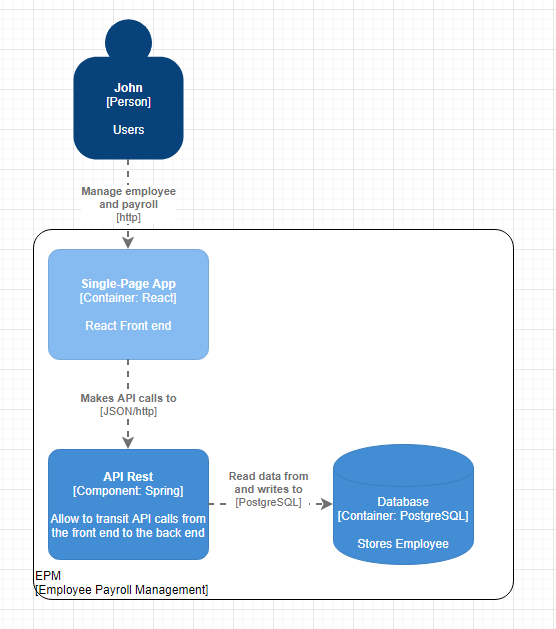 John
[Person]
Users
Manage employee
and payroll
[http]
Single-Page App
[Container: React]
React Front end
Makes API calls to
[JSON/http]
API Rest
[Component: Spring]
Allow to transit API calls from
the front end to the back end
Read data from
and writes to
[PostgreSQL]
Database
[Container: PostgreSQL]
Stores Employee
EPM
[Employee Payroll Management]